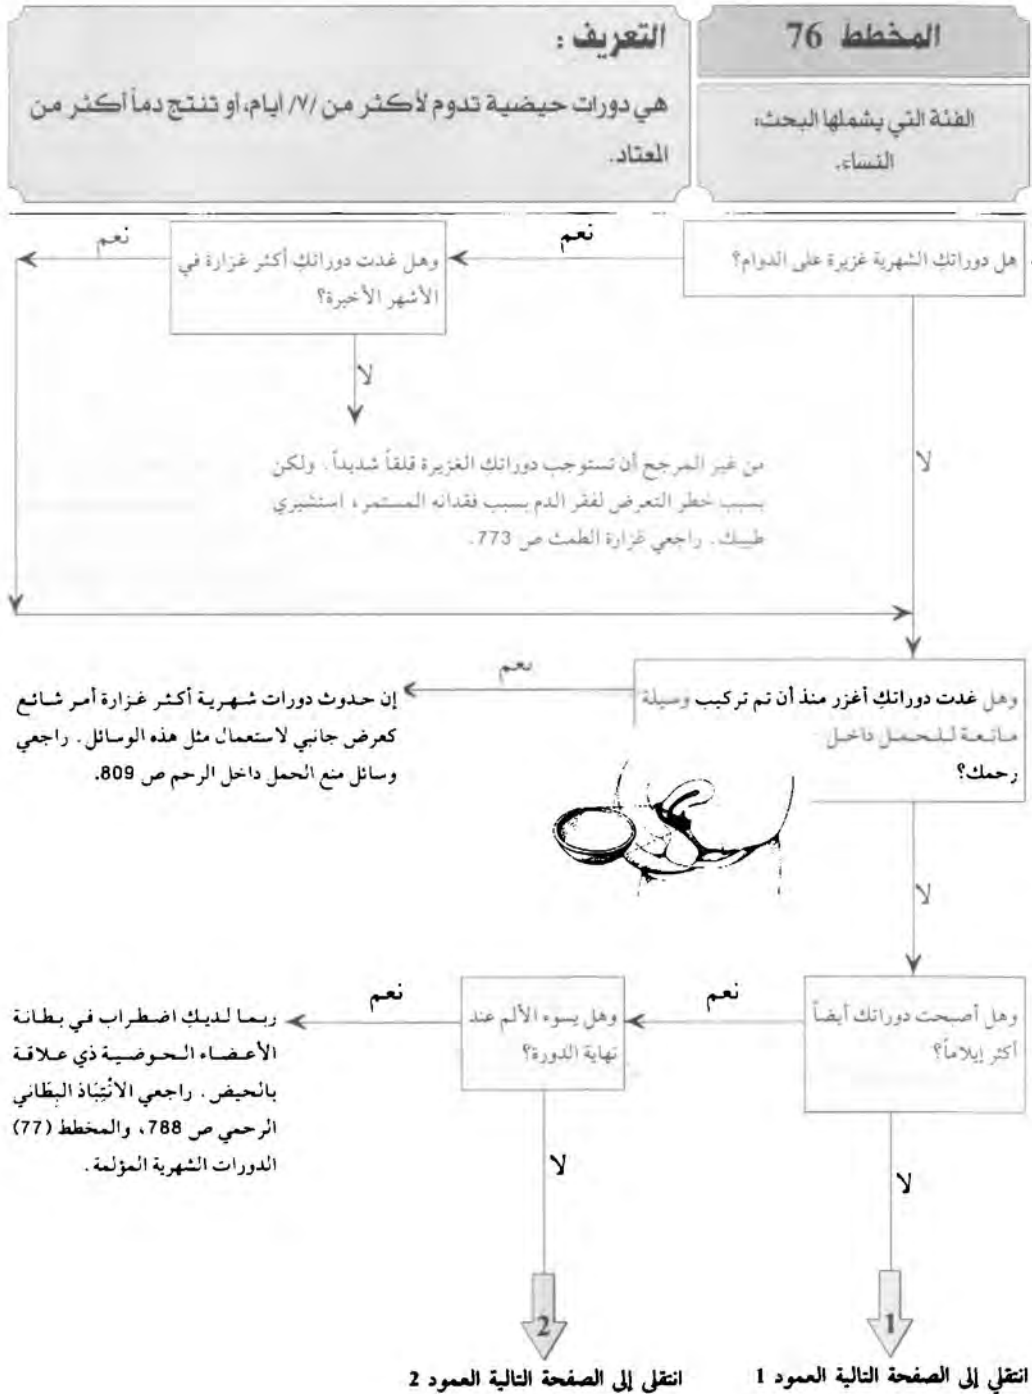 المخطط 76
الفئة التي يشملها البحث:
النساء.
التعريف :
هي دورات حيضية تدوم لأكثر من /٧/ ايام، او تنتج دماً أكثر من
المعتاد.
هل دوراتكِ الشهرية غزيرة على الدوام؟
نعم
وهل غدت دوراتكِ أكثر غزارة في
الأشهر الأخيرة؟
نعم
لا
لا
من غير المرجح أن تستوجب دوراتكِ الغزيرة قلقاً شديداً. ولكن
بسبب خطر التعرض لفقر الدم بسبب فقدانه المستمر، استشيري
طبيبك. راجعي غزارة الطمث ص 773.
وهل غدت دوراتكِ أغزر منذ أن تم تركيب وسيلة
مانعة للحمل داخل
رحمك؟
نعم
إن حدوث دورات شهرية أكثر غزارة أمر شائع
كعرض جانبي لاستعمال مثل هذه الوسائل. راجعي
وسائل منع الحمل داخل الرحم ص 809.
لا
وهل أصبحت دوراتك أيضاً
أكثر إيلاماً؟
نعم
وهل يسوء الألم عند
نهاية الدورة؟
نعم
ربما لديكِ اضطراب في بطانة
الأعضاء الحوضية ذي علاقة
بالحيض. راجعي الانْتِبَاذ البِطَاني
الرحمي ص 788، والمخطط (77)
الدورات الشهرية المؤلمة.
لا
لا
1
2
انتقلي إلى الصفحة التالية العمود 1
انتقلي إلى الصفحة التالية العمود 2